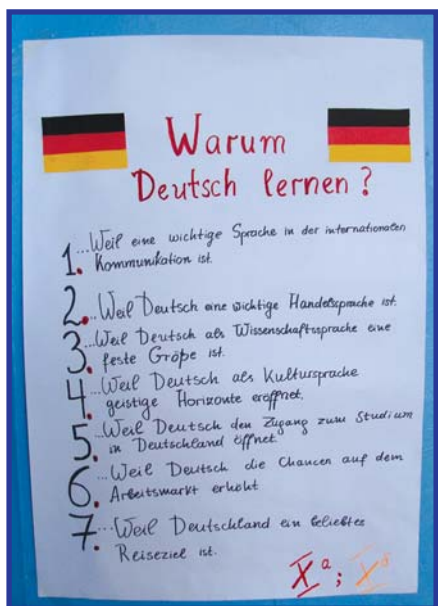 Warum
Deutsch lernen?
1. ...Weil eine wichtige Sprache in der internationalen
Kommunikation ist.
2. ...Weil Deutsch eine wichtige Handelsprache ist.
3. ...Weil Deutsch als Wissenschaftssprache eine
feste Größe ist.
4. ...Weil Deutsch als Kultursprache
geistige Horizonte eröffnet.
5. ...Weil Deutsch den Zugang zum Studium
in Deutschland öffnet.
6. ...Weil Deutsch die Chancen auf dem
Arbeitsmarkt erhöht
7. ...Weil Deutschland ein beliebtes
Reiseziel ist.
Xª;